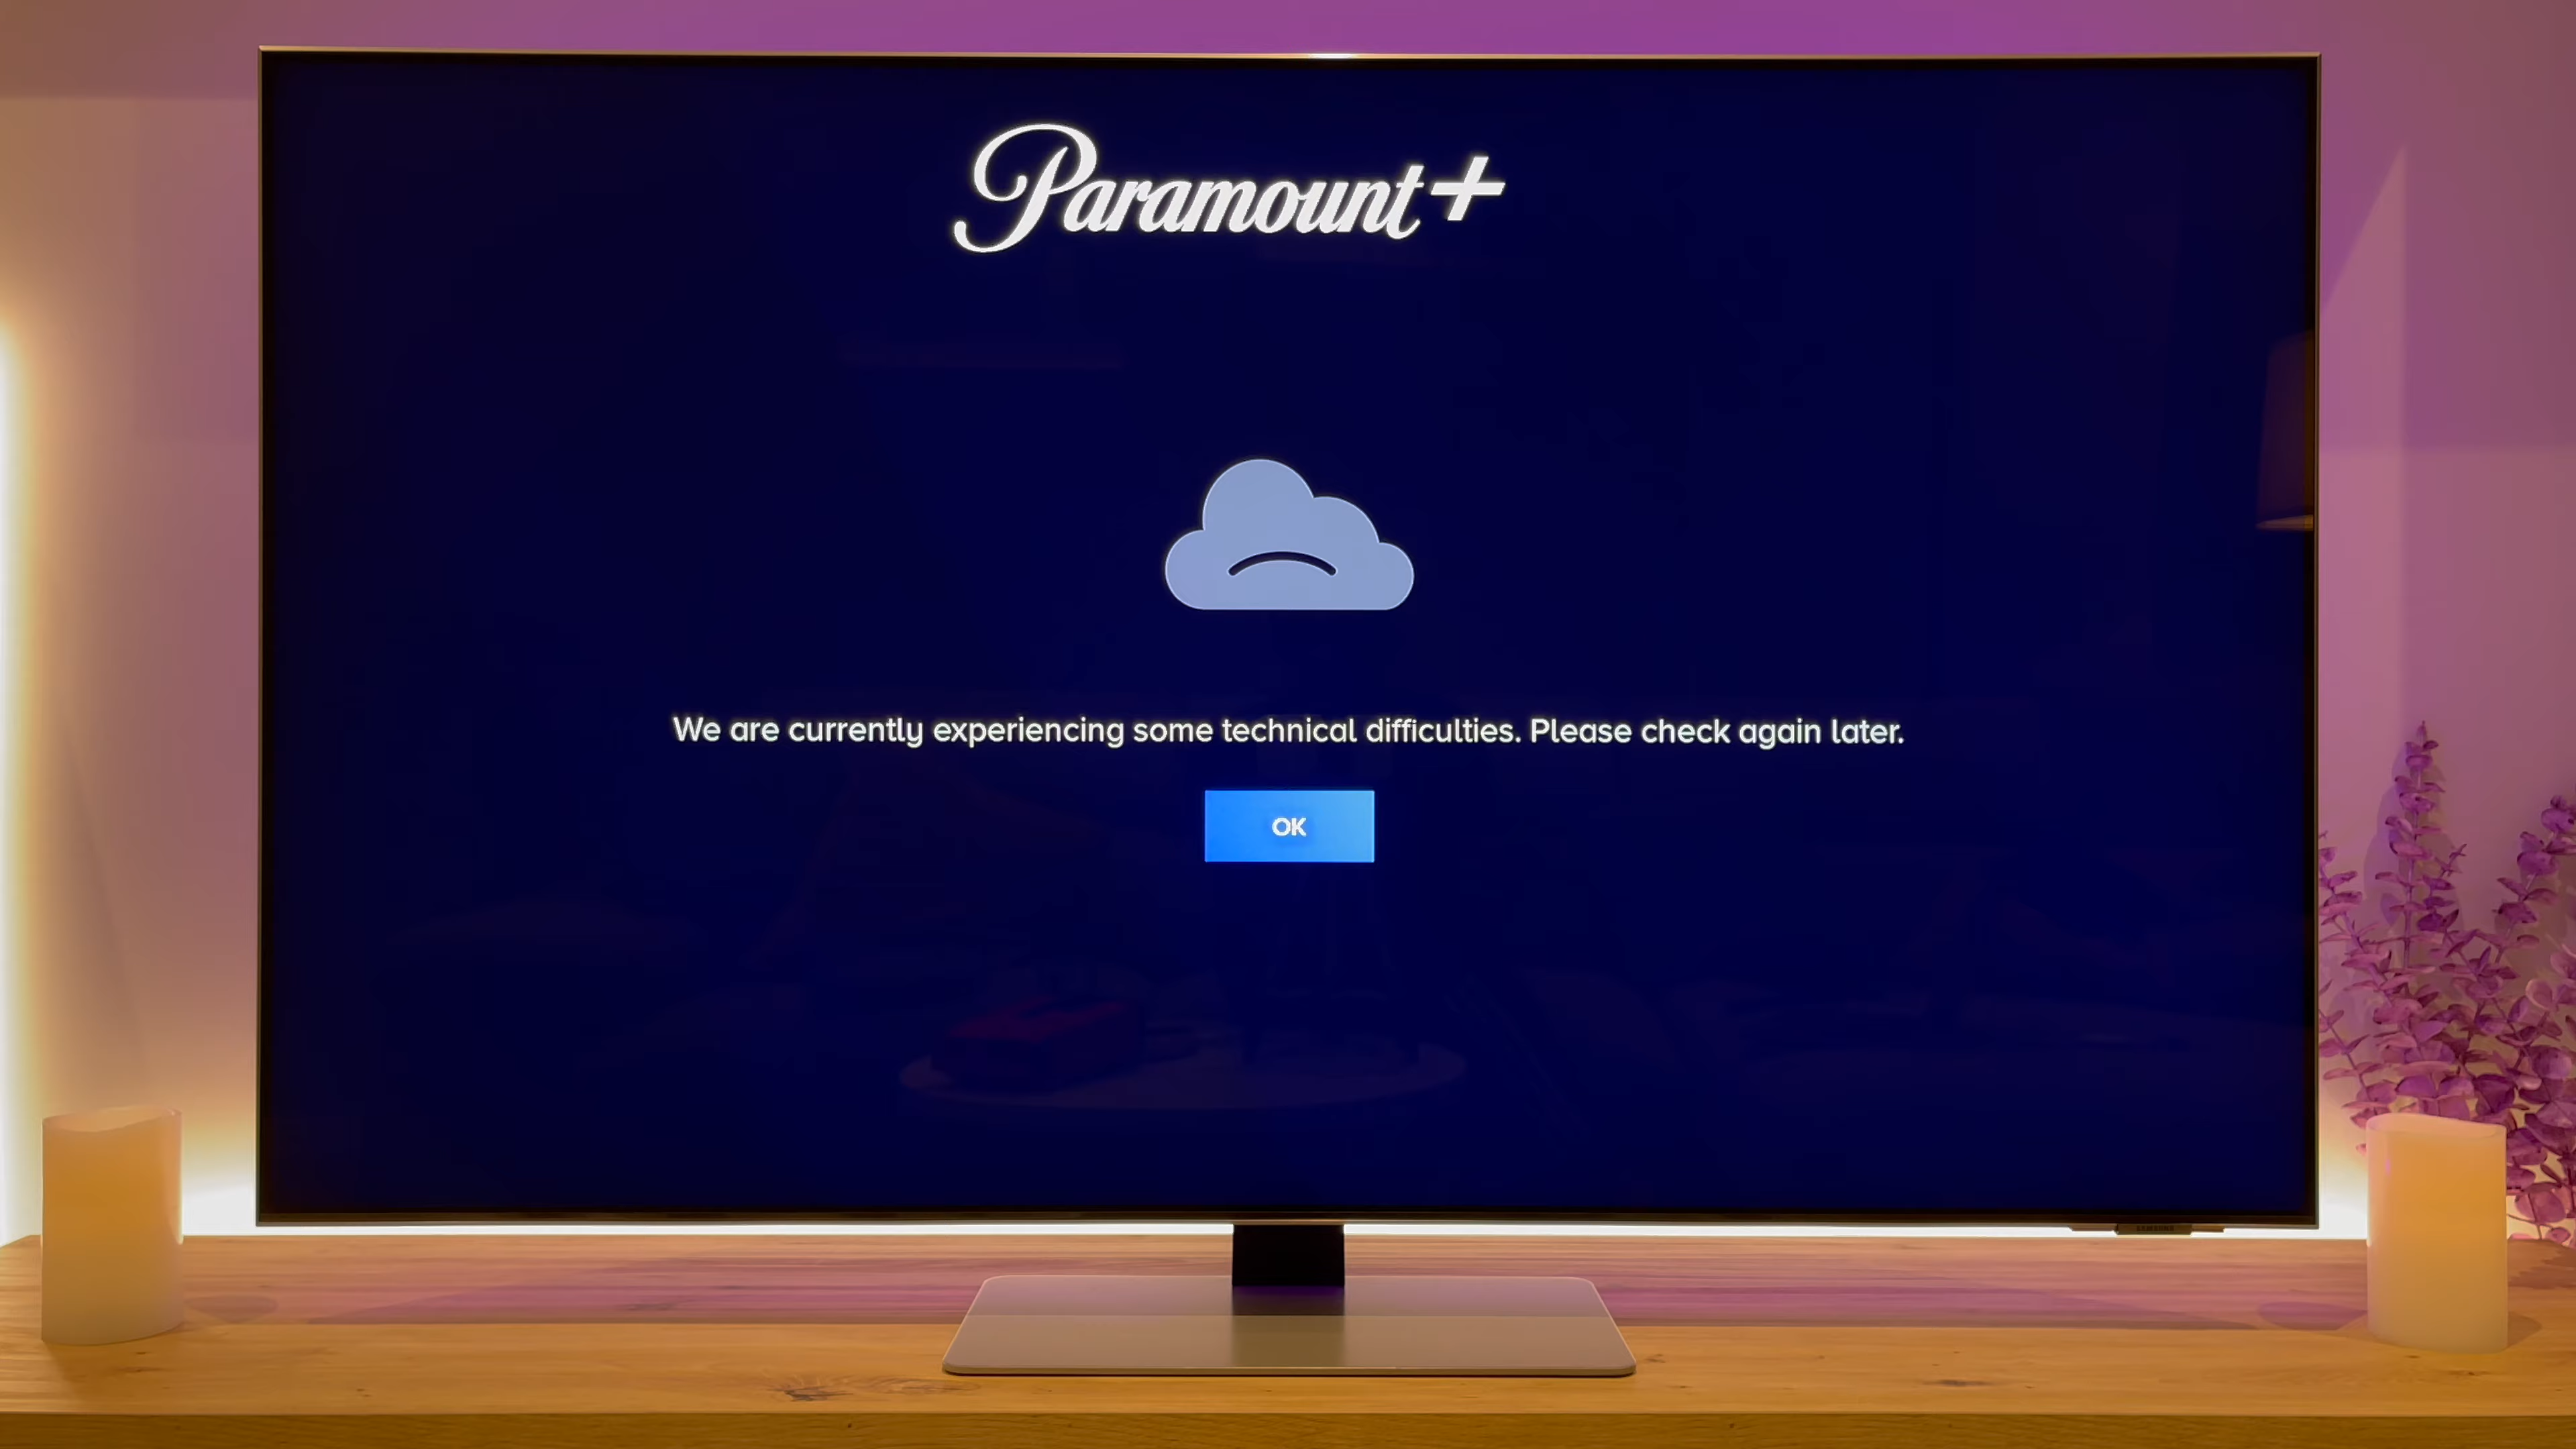 Paramount+
We are currently experiencing some technical difficulties. Please check again later.
OK